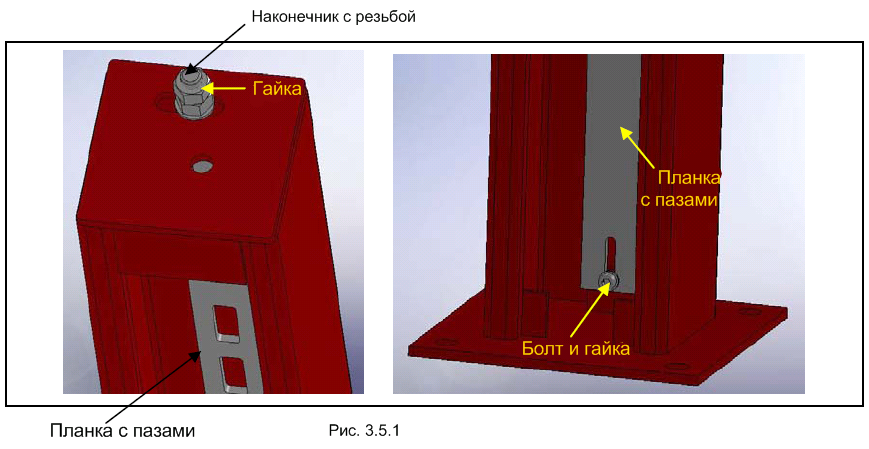 Наконечник с резьбой
Гайка
Планка
с пазами
Болт и гайка
Планка с пазами
Рис. 3.5.1